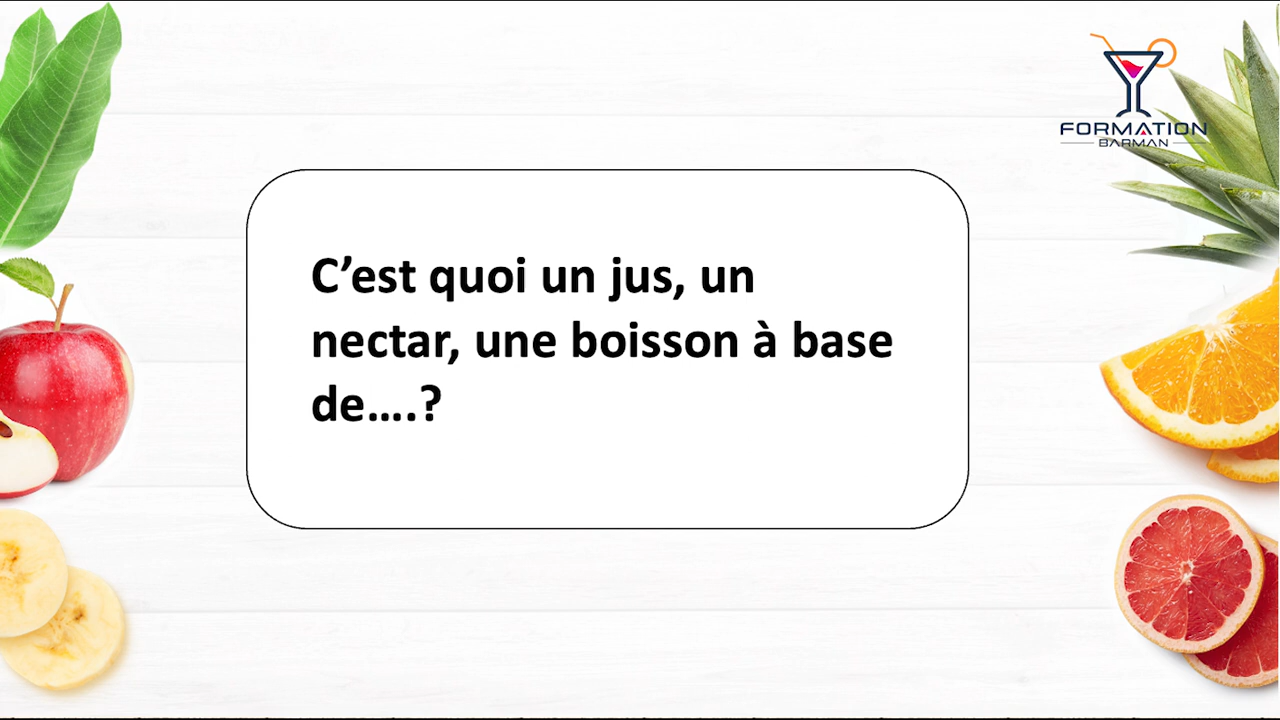 FORMATION
BARMAN
C’est quoi un jus, un
nectar, une boisson à base
de....?